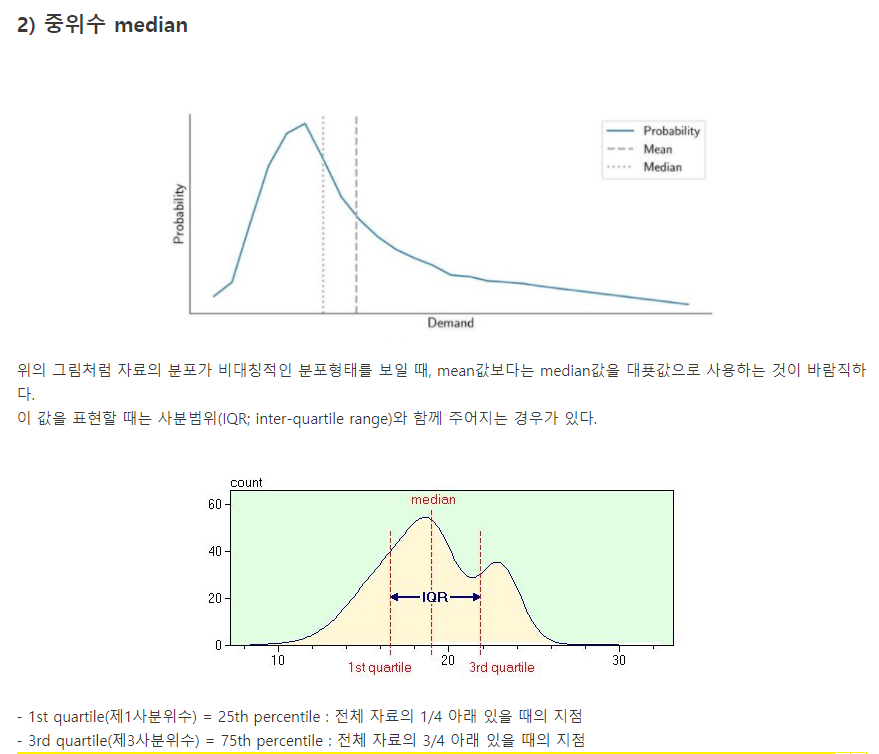 2) 중위수 median
Probability
Mean
Median
Probability
Demand
위의 그림처럼 자료의 분포가 비대칭적인 분포형태를 보일 때, mean값보다는 median값을 대푯값으로 사용하는 것이 바람직하
다.
이 값을 표현할 때는 사분범위(IQR; inter-quartile range)와 함께 주어지는 경우가 있다.
count
median
60
40
20
0
IQR
10
20
30
1st quartile
3rd quartile
- 1st quartile(제1사분위수) = 25th percentile : 전체 자료의 1/4 아래 있을 때의 지점
- 3rd quartile(제3사분위수) = 75th percentile : 전체 자료의 3/4 아래 있을 때의 지점